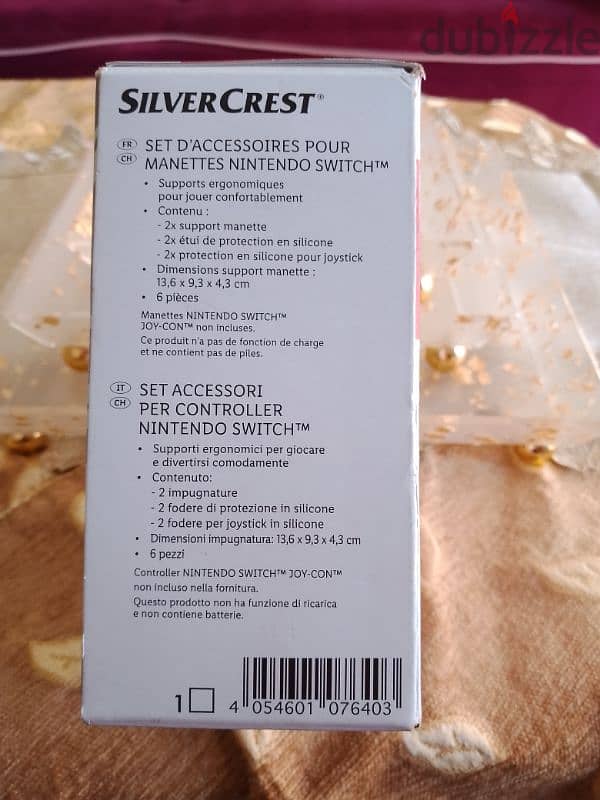 dubizzle
SILVERCREST®
FR CH SET D'ACCESSOIRES POUR
MANETTES NINTENDO SWITCH™
• Supports ergonomiques
pour jouer confortablement
• Contenu :
- 2x support manette
- 2x étui de protection en silicone
- 2x protection en silicone pour joystick
• Dimensions support manette :
13,6 x 9,3 x 4,3 cm
• 6 pièces
Manettes NINTENDO SWITCH™
JOY-CON™ non incluses.
Ce produit n'a pas de fonction de charge
et ne contient pas de piles.
IT CH SET ACCESSORI
PER CONTROLLER
NINTENDO SWITCH™
• Supporti ergonomici per giocare
e divertirsi comodamente
• Contenuto:
- 2 impugnature
- 2 fodere di protezione in silicone
- 2 fodere per joystick in silicone
• Dimensioni impugnatura: 13,6 x 9,3 x 4,3 cm
• 6 pezzi
Controller NINTENDO SWITCH™ JOY-CON™
non incluso nella fornitura.
Questo prodotto non ha funzione di ricarica
e non contiene batterie.
1
4 054601 076403